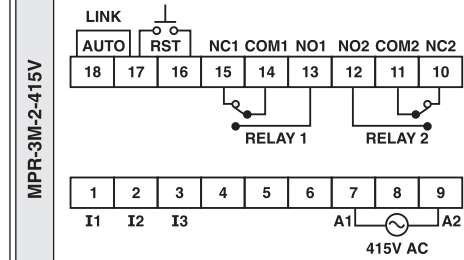 MPR-3M-2-415V
LINK
AUTO RST NC1 COM1 NO1 NO2 COM2 NC2
18 17 16 15 14 13 12 11 10
RELAY 1 RELAY 2
1 2 3 4 5 6 7 8 9
I1 I2 I3 A1 A2
415V AC